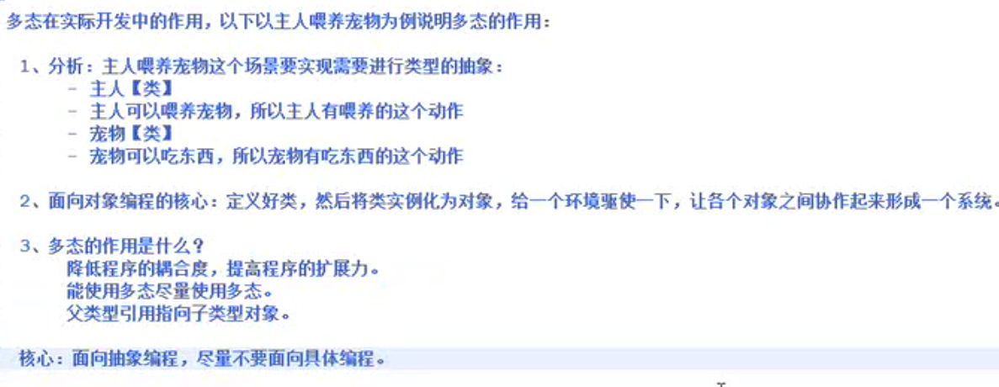 多态在实际开发中的作用，以下以主人喂养宠物为例说明多态的作用：
1、分析：主人喂养宠物这个场景要实现需要进行类型的抽象：
- 主人【类】
- 主人可以喂养宠物，所以主人有喂养的这个动作
- 宠物【类】
- 宠物可以吃东西，所以宠物有吃东西的这个动作
2、面向对象编程的核心：定义好类，然后将类实例化为对象，给一个环境驱使一下，让各个对象之间协作起来形成一个系统。
3、多态的作用是什么？
降低程序的耦合度，提高程序的扩展力。
能使用多态尽量使用多态。
父类型引用指向子类型对象。
核心：面向抽象编程，尽量不要面向具体编程。